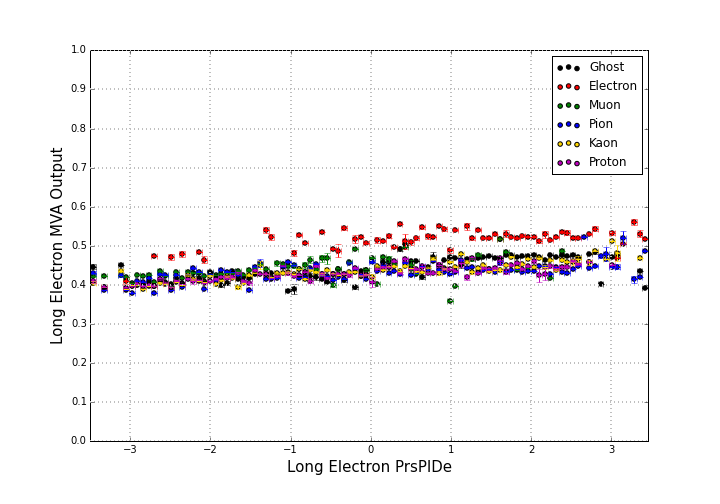 1.0
0.9
0.8
0.7
0.6
0.5
0.4
0.3
0.2
0.1
0.0
Long Electron MVA Output
Ghost
Electron
Muon
Pion
Kaon
Proton
−3 −2 −1 0 1 2 3
Long Electron PrsPIDe